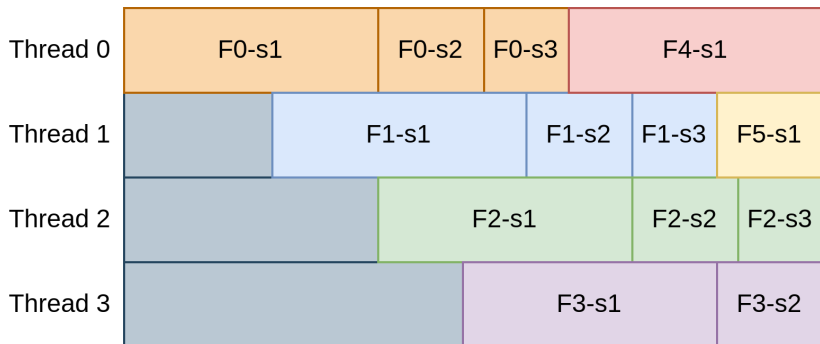 Thread 0 F0-s1 F0-s2 F0-s3 F4-s1
Thread 1 F1-s1 F1-s2 F1-s3 F5-s1
Thread 2 F2-s1 F2-s2 F2-s3
Thread 3 F3-s1 F3-s2